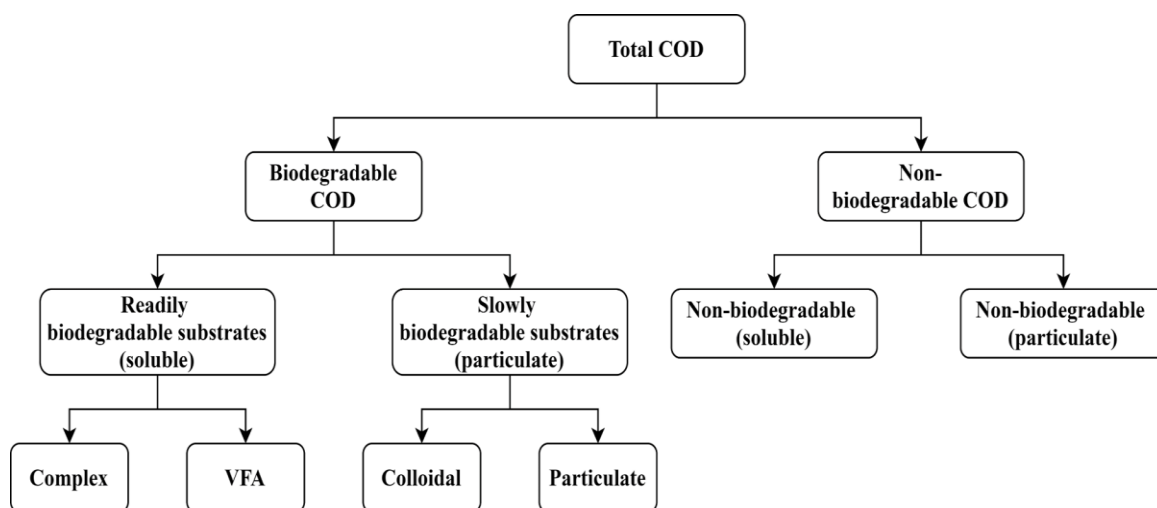 Total COD
Biodegradable
COD
Non-
biodegradable COD
Readily
biodegradable substrates
(soluble)
Slowly
biodegradable substrates
(particulate)
Non-biodegradable
(soluble)
Non-biodegradable
(particulate)
Complex
VFA
Colloidal
Particulate